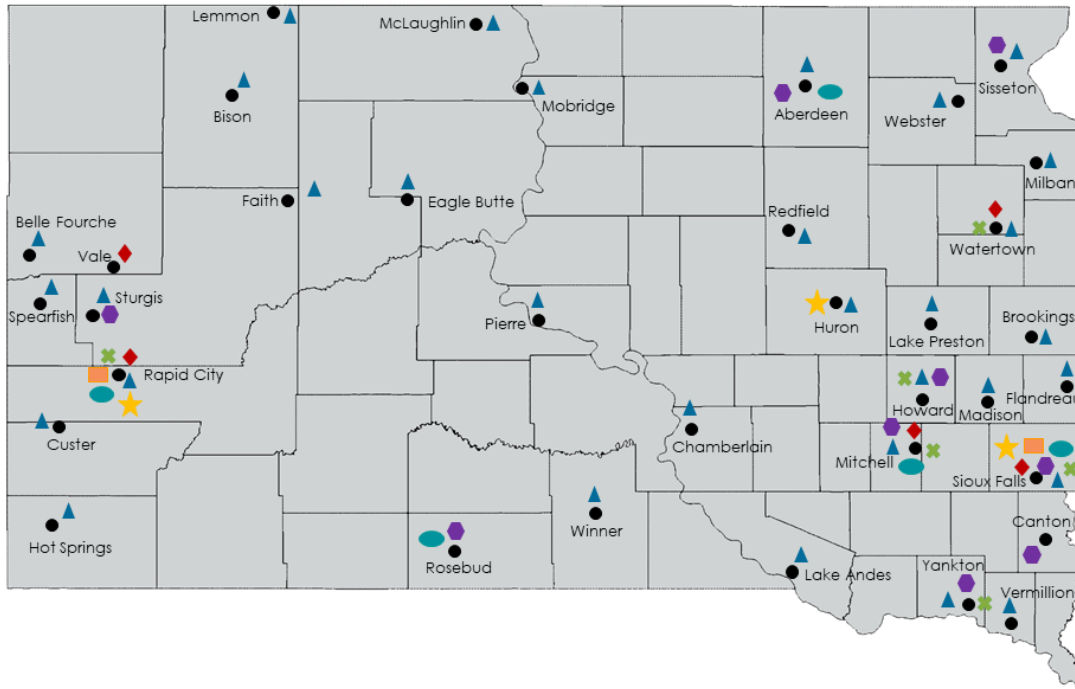 Lemmon
McLaughlin
Bison
Mobridge
Aberdeen
Sisseton
Webster
Milban
Faith
Eagle Butte
Redfield
Watertown
Belle Fourche
Vale
Spearfish
Sturgis
Pierre
Huron
Lake Preston
Brookings
Rapid City
Howard
Madison
Flandreau
Custer
Chamberlain
Mitchell
Sioux Falls
Hot Springs
Rosebud
Winner
Canton
Lake Andes
Yankton
Vermillion